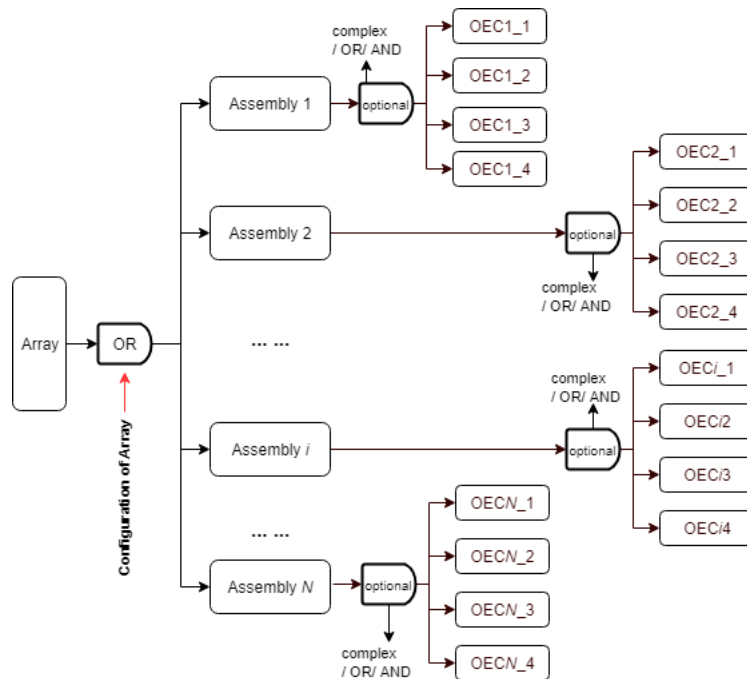 complex
/ OR/ AND
OEC1_1
OEC1_2
Assembly 1
optional
OEC1_3
OEC1_4
OEC2_1
OEC2_2
Assembly 2
optional
OEC2_3
complex
/ OR/ AND
OEC2_4
Array
OR
... ...
complex
/ OR/ AND
OECi_1
OECi2
Assembly i
optional
OECi3
OECi4
Configuration of Array
... ...
OECN_1
OECN_2
Assembly N
optional
OECN_3
complex
/ OR/ AND
OECN_4